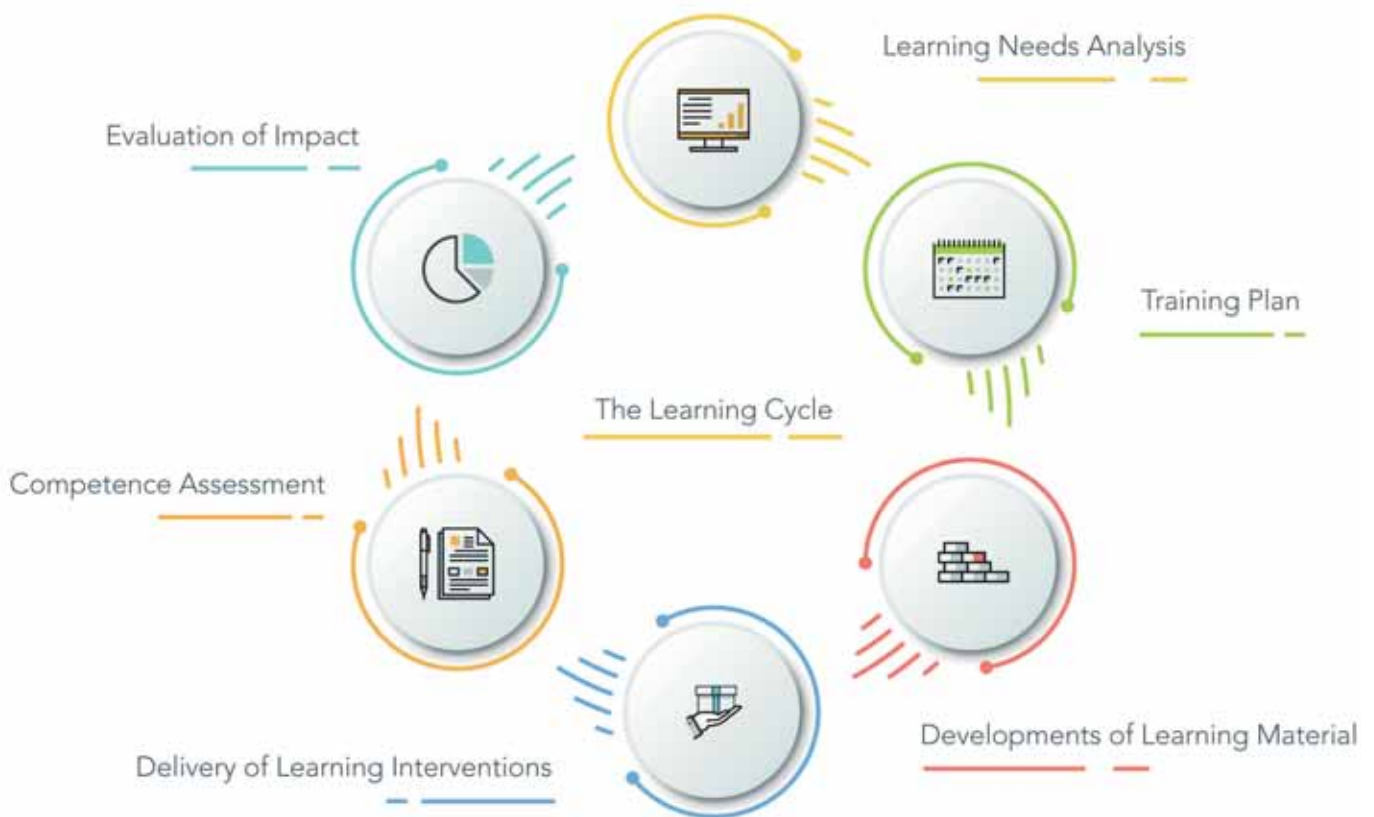 Learning Needs Analysis
Evaluation of Impact
Training Plan
The Learning Cycle
Competence Assessment
Developments of Learning Material
Delivery of Learning Interventions